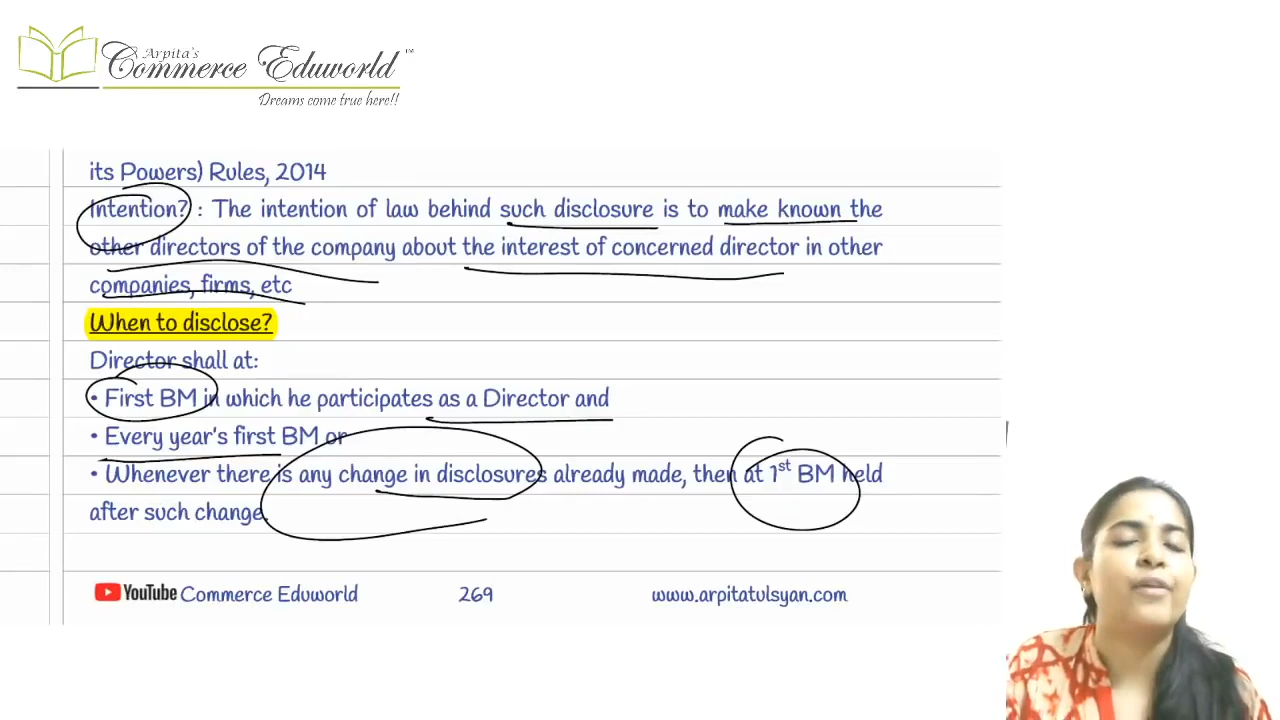 Arpita's
Commerce Eduworld™
Dreams come true here!!
its Powers) Rules, 2014
Intention? : The intention of law behind such disclosure is to make known the
other directors of the company about the interest of concerned director in other
companies, firms, etc
When to disclose?
Director shall at:
• First BM in which he participates as a Director and
• Every year's first BM or
• Whenever there is any change in disclosures already made, then at 1st BM held
after such change.
YouTube Commerce Eduworld 269 www.arpitatulsyan.com